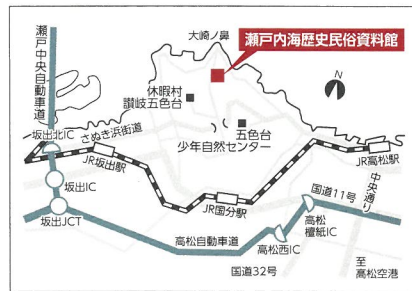 大崎ノ鼻
瀬戸内海歴史民俗資料館
瀬戸中央自動車道
休暇村
讃岐五色台
N
坂出北IC
さぬき浜街道
五色台
少年自然センター
JR坂出駅
JR高松駅
坂出IC
中央通り
国道11号
JR国分駅
坂出JCT
高松
檀紙IC
高松自動車道
高松西IC
至
高松空港
国道32号